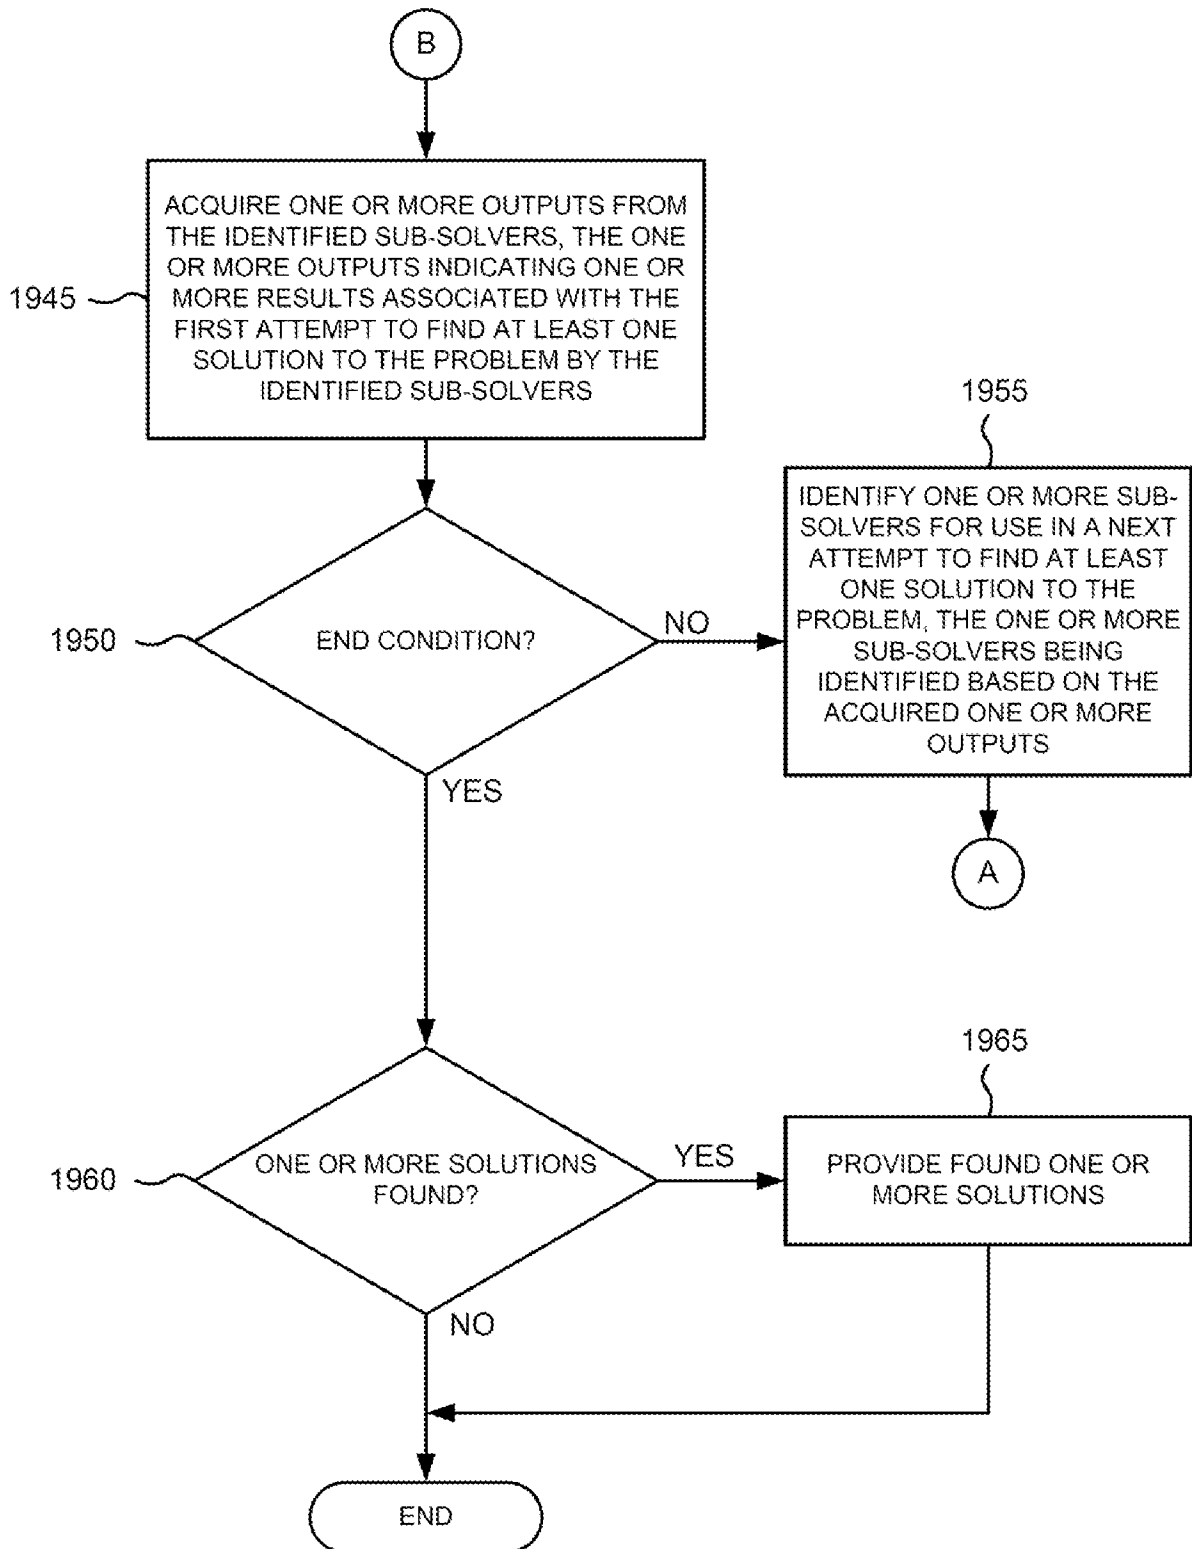 B
ACQUIRE ONE OR MORE OUTPUTS FROM
THE IDENTIFIED SUB-SOLVERS, THE ONE
OR MORE OUTPUTS INDICATING ONE OR
MORE RESULTS ASSOCIATED WITH THE
FIRST ATTEMPT TO FIND AT LEAST ONE
SOLUTION TO THE PROBLEM BY THE
IDENTIFIED SUB-SOLVERS
1945
1955
IDENTIFY ONE OR MORE SUB-
SOLVERS FOR USE IN A NEXT
ATTEMPT TO FIND AT LEAST
ONE SOLUTION TO THE
PROBLEM, THE ONE OR MORE
SUB-SOLVERS BEING
IDENTIFIED BASED ON THE
ACQUIRED ONE OR MORE
OUTPUTS
1950
END CONDITION?
NO
YES
A
1965
1960
ONE OR MORE SOLUTIONS
FOUND?
YES
PROVIDE FOUND ONE OR
MORE SOLUTIONS
NO
END